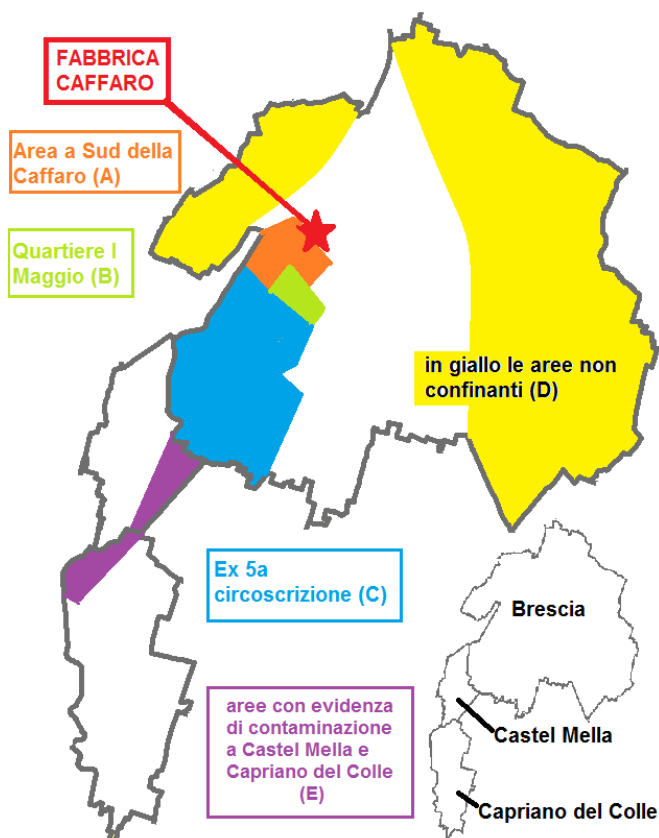 FABBRICA
CAFFARO
Area a Sud della
Caffaro (A)
Quartiere I
Maggio (B)
in giallo le aree non
confinanti (D)
Ex 5a
circoscrizione (C)
Brescia
aree con evidenza
di contaminazione
a Castel Mella e
Capriano del Colle
(E)
Castel Mella
Capriano del Colle